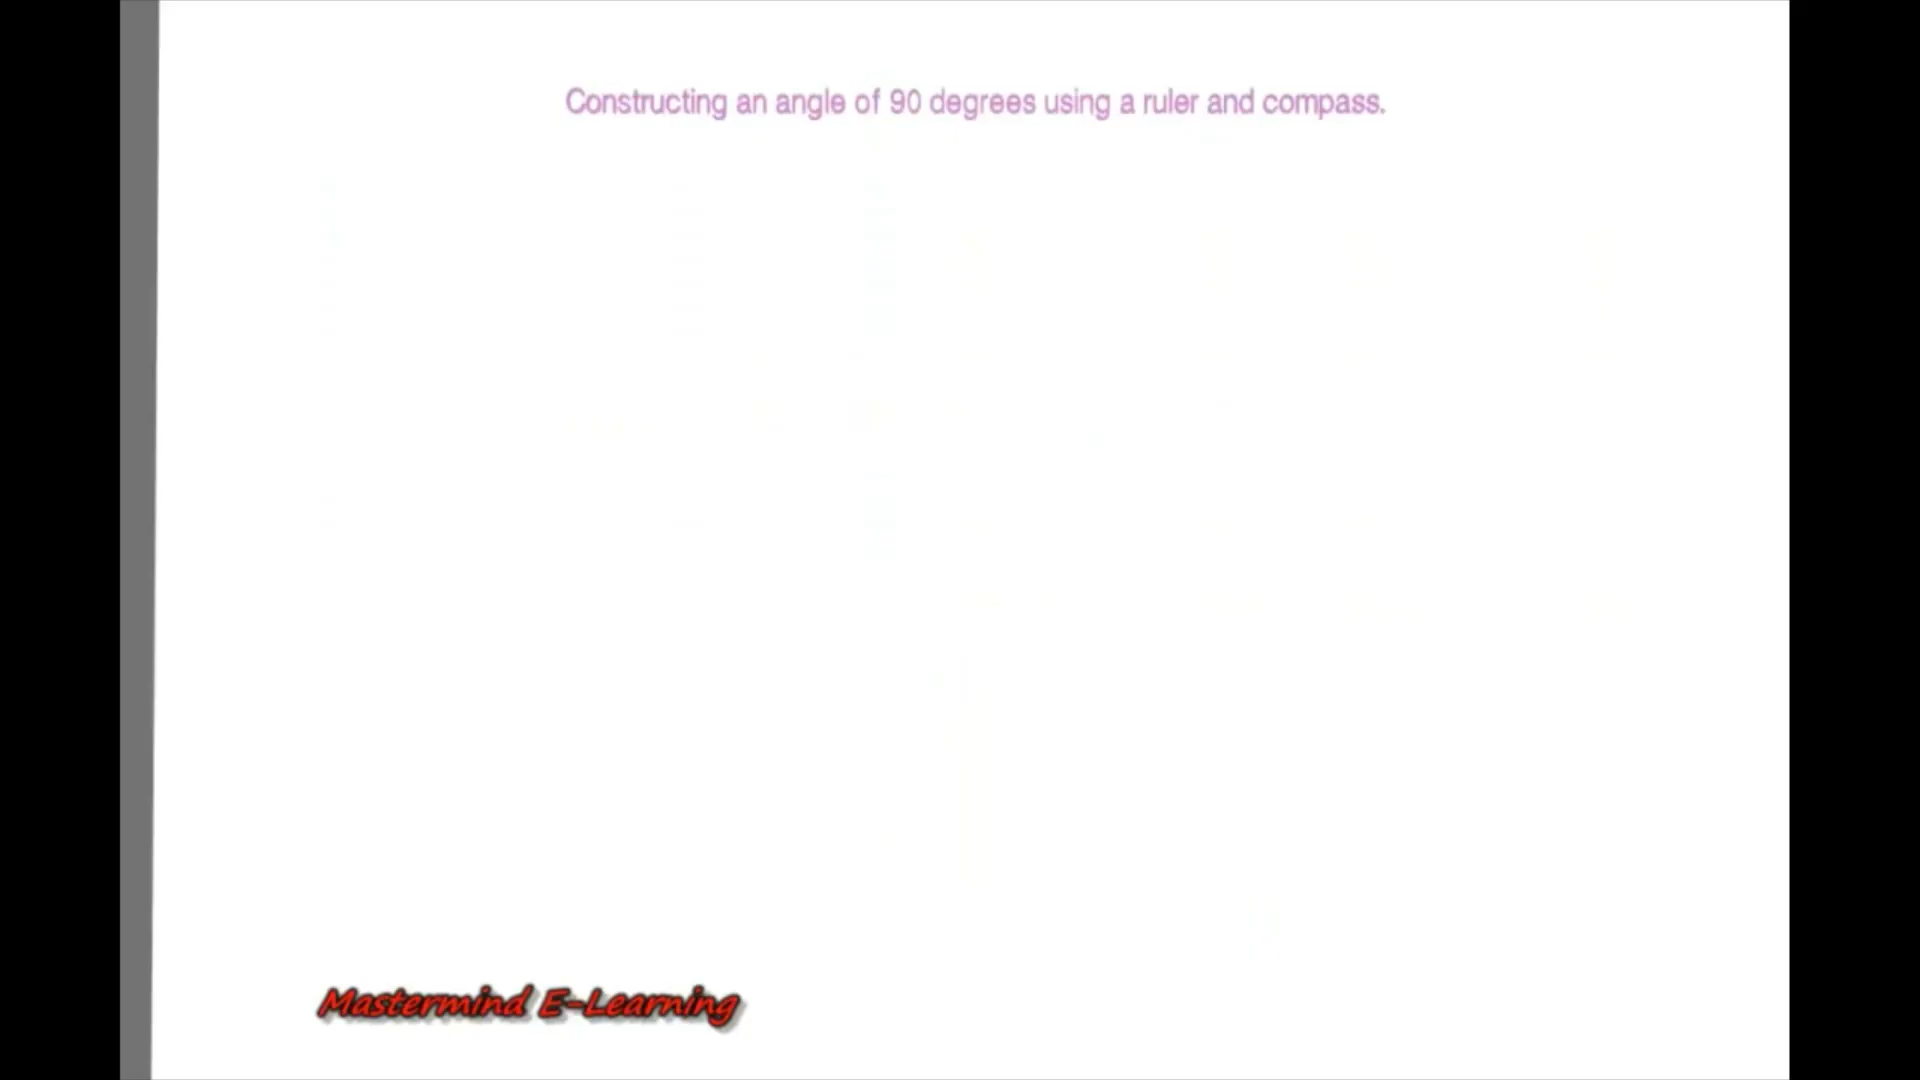 Constructing an angle of 90 degrees using a ruler and compass.
Mastermind E-Learning